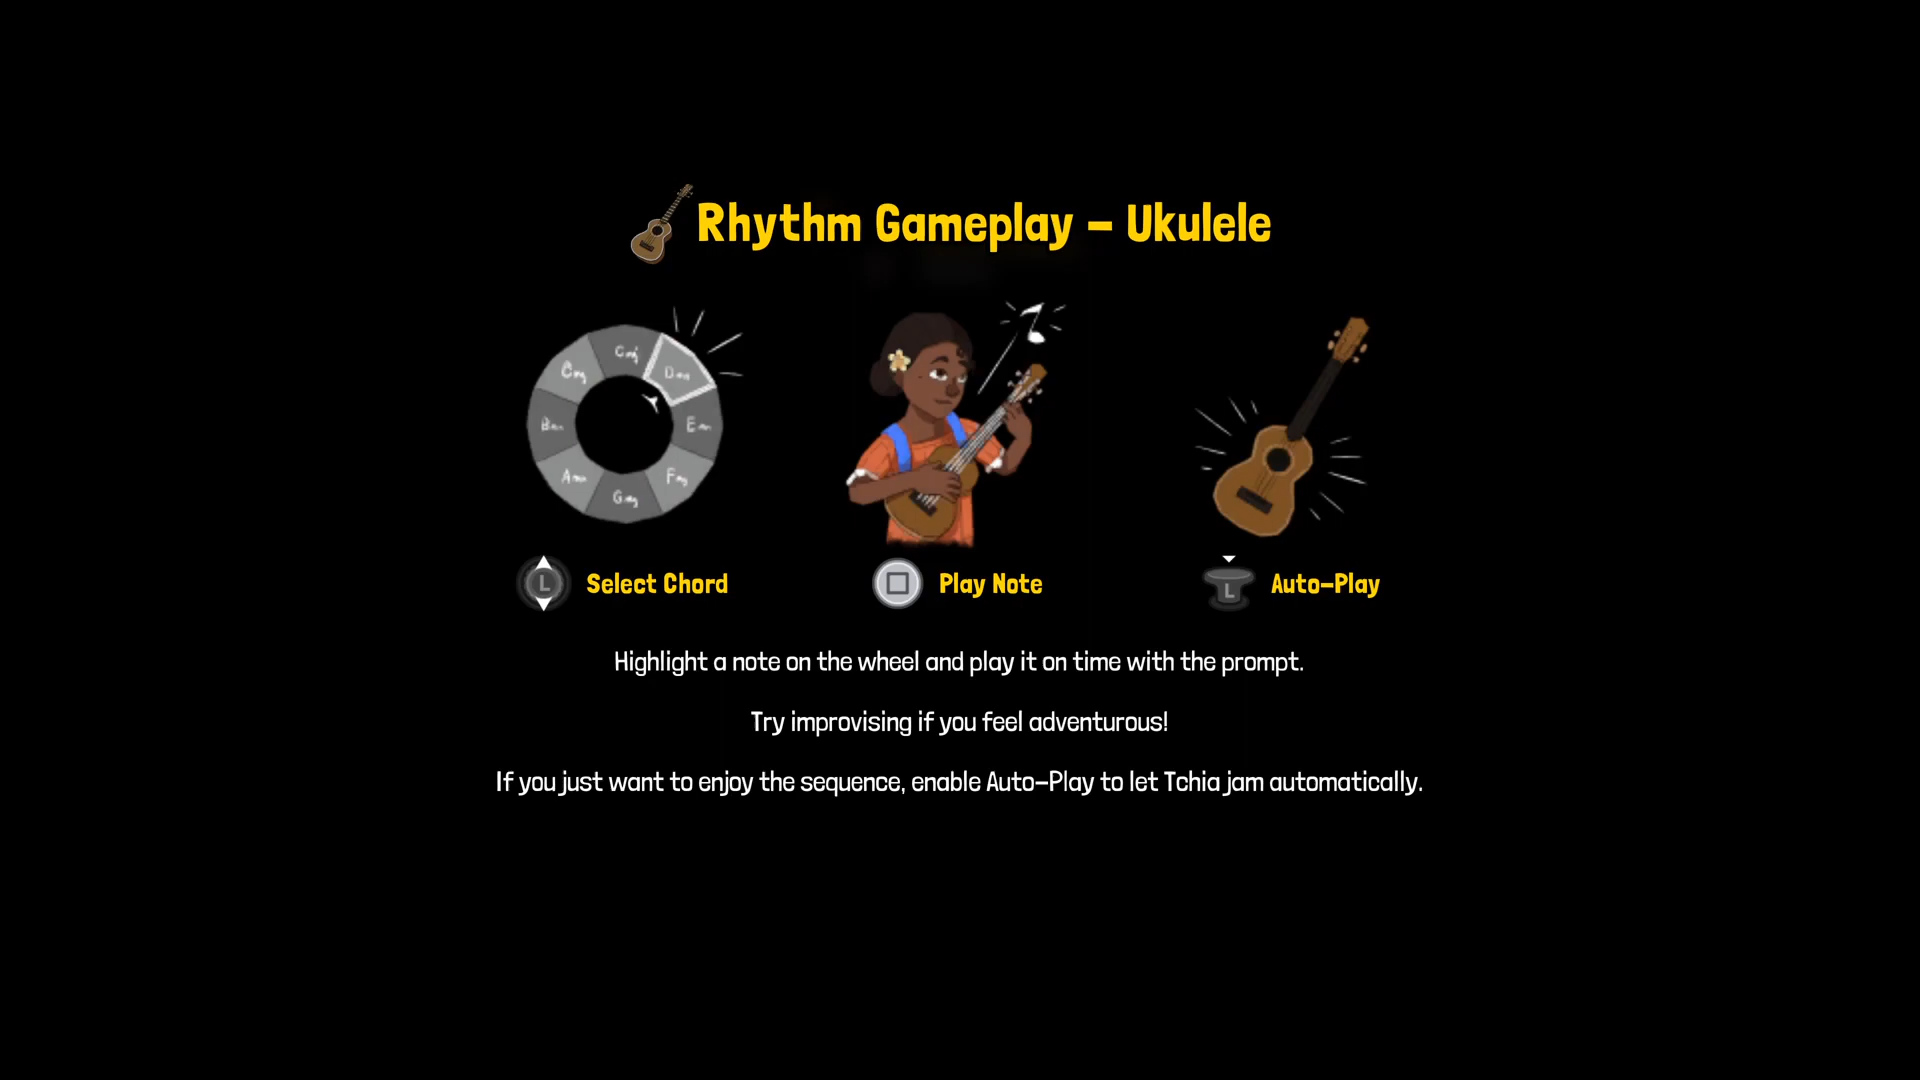 Rhythm Gameplay – Ukulele
L Select Chord
Play Note
L Auto-Play
Highlight a note on the wheel and play it on time with the prompt.
Try improvising if you feel adventurous!
If you just want to enjoy the sequence, enable Auto-Play to let Tchia jam automatically.